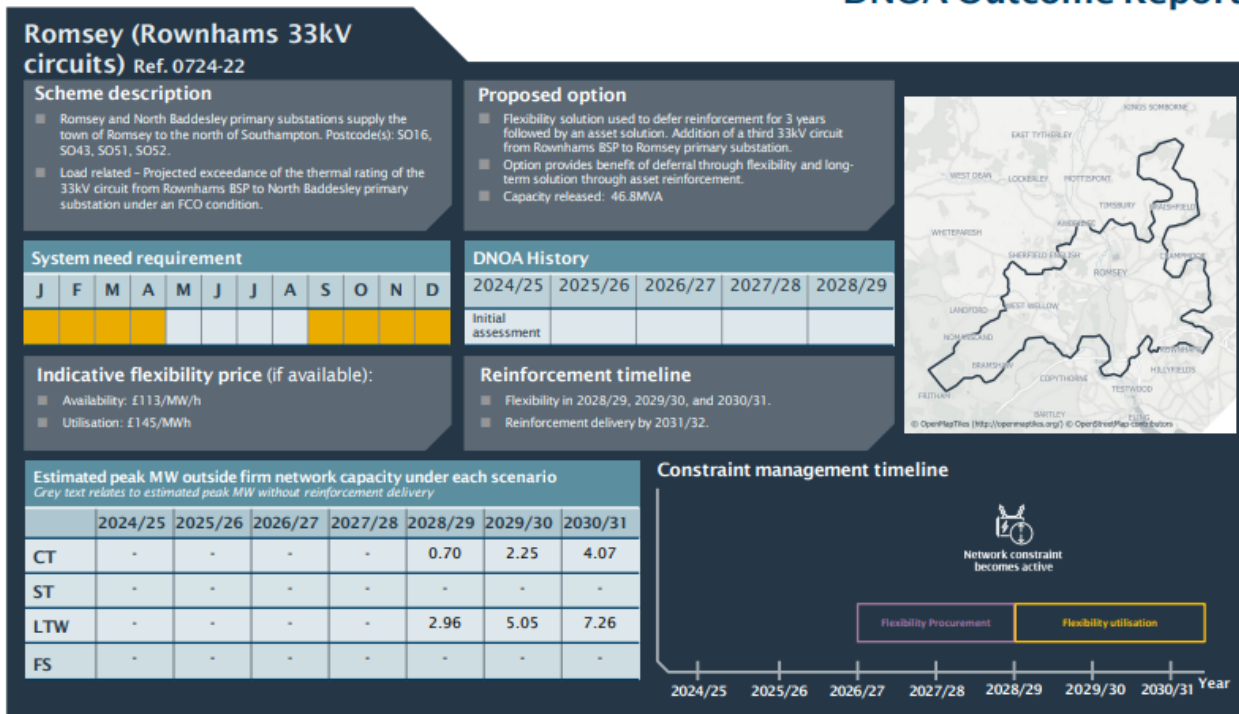 DNOA Outcome Report
Romsey (Rownhams 33kV
circuits) Ref. 0724-22
Scheme description
Romsey and North Baddesley primary substations supply the
town of Romsey to the north of Southampton. Postcode(s): SO16,
SO43, SO51, SO52.
Load related – Projected exceedance of the thermal rating of the
33kV circuit from Rownhams BSP to North Baddesley primary
substation under an FCO condition.
Proposed option
Flexibility solution used to defer reinforcement for 3 years
followed by an asset solution. Addition of a third 33kV circuit
from Rownhams BSP to Romsey primary substation.
Option provides benefit of deferral through flexibility and long-
term solution through asset reinforcement.
Capacity released: 46.8MVA
System need requirement
J F M A M J J A S O N D
DNOA History
2024/25 2025/26 2026/27 2027/28 2028/29
Initial
assessment
Indicative flexibility price (if available):
Availability: £113/MW/h
Utilisation: £145/MWh
Reinforcement timeline
Flexibility in 2028/29, 2029/30, and 2030/31.
Reinforcement delivery by 2031/32.
KINGS SOMBORNE
EAST TYTHERLEY
WEST DEAN
LOCKERLEY
MOTTISFONT
TIMSBURY
BRAISHFIELD
AWBRIDGE
WHITEPARISH
SHERFIELD ENGLISH
ROMSEY
LANDFORD
WEST WELLOW
NOMANSLAND
ROWNHAMS
BRAMSHAW
HILLYFIELDS
COPYTHORNE
TESTWOOD
FRITHAM
BARTLEY
ELING
© OpenMapTiles (http://openmaptiles.org/) © OpenStreetMap contributors
Estimated peak MW outside firm network capacity under each scenario
Grey text relates to estimated peak MW without reinforcement delivery
2024/25 2025/26 2026/27 2027/28 2028/29 2029/30 2030/31
CT - - - - 0.70 2.25 4.07
ST - - - - - - -
LTW - - - - 2.96 5.05 7.26
FS - - - - - - -
Constraint management timeline
Network constraint
becomes active
Flexibility Procurement
Flexibility utilisation
2024/25 2025/26 2026/27 2027/28 2028/29 2029/30 2030/31 Year